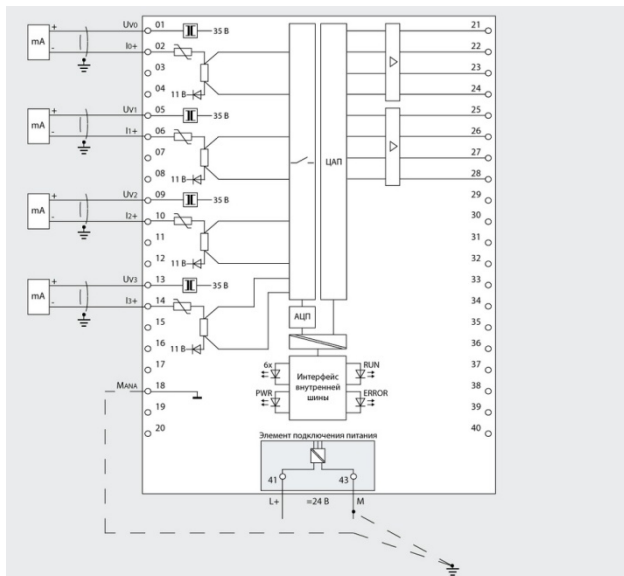 mA + - UV0 01 35 В 21
I0+ 02 22
03 23
04 11 В 24
mA + - UV1 05 35 В 25
I1+ 06 26
07 27
08 11 В 28
mA + - UV2 09 35 В 29
I2+ 10 30
11 31
12 11 В 32
mA + - UV3 13 35 В 33
I3+ 14 34
15 35
16 11 В 36
17 37
MANA 18 38
19 39
20 40
ЦАП
АЦП
6x RUN
PWR ERROR
Интерфейс
внутренней
шины
Элемент подключения питания
41 43
L+ =24 В M